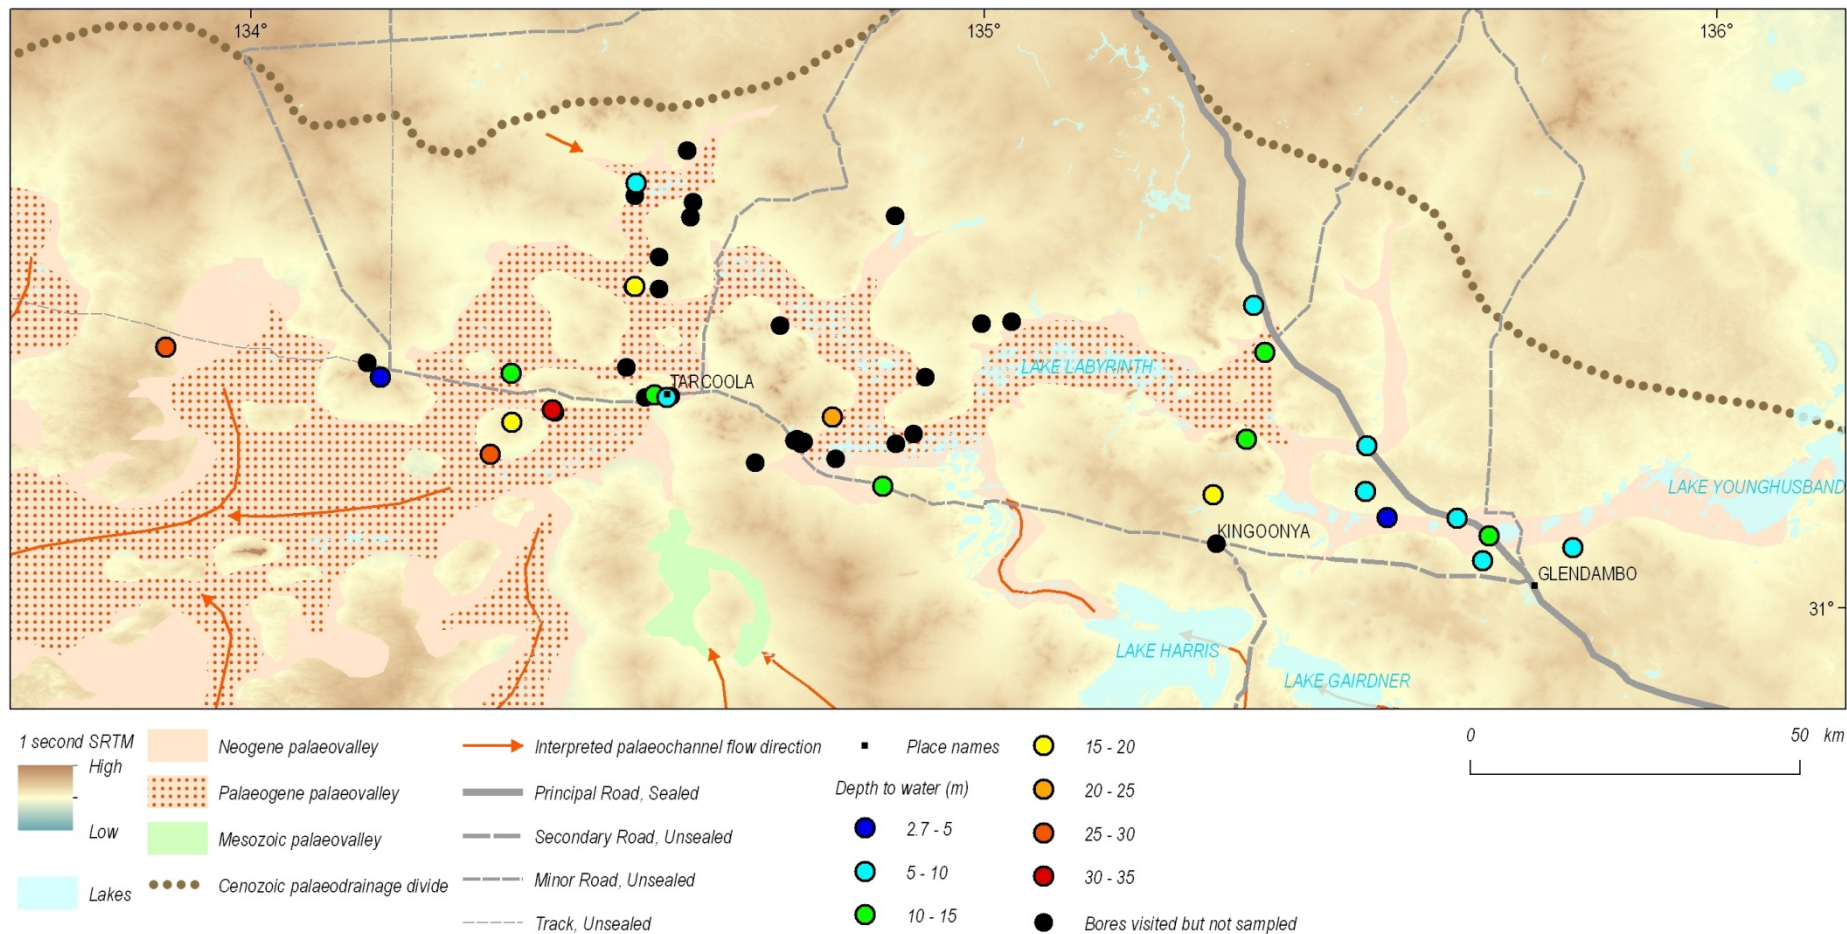 134°
135°
136°
TARCOOLA
LAKE LABYRINTH
LAKE YOUNGHUSBAND
KINGOONYA
GLENDAMBO
31°
LAKE HARRIS
LAKE GAIRDNER
1 second SRTM
High
Low
Lakes
Neogene palaeovalley
Palaeogene palaeovalley
Mesozoic palaeovalley
Cenozoic palaeodrainage divide
Interpreted palaeochannel flow direction
Principal Road, Sealed
Secondary Road, Unsealed
Minor Road, Unsealed
Track, Unsealed
Place names
Depth to water (m)
2.7 - 5
5 - 10
10 - 15
15 - 20
20 - 25
25 - 30
30 - 35
Bores visited but not sampled
0 50 km